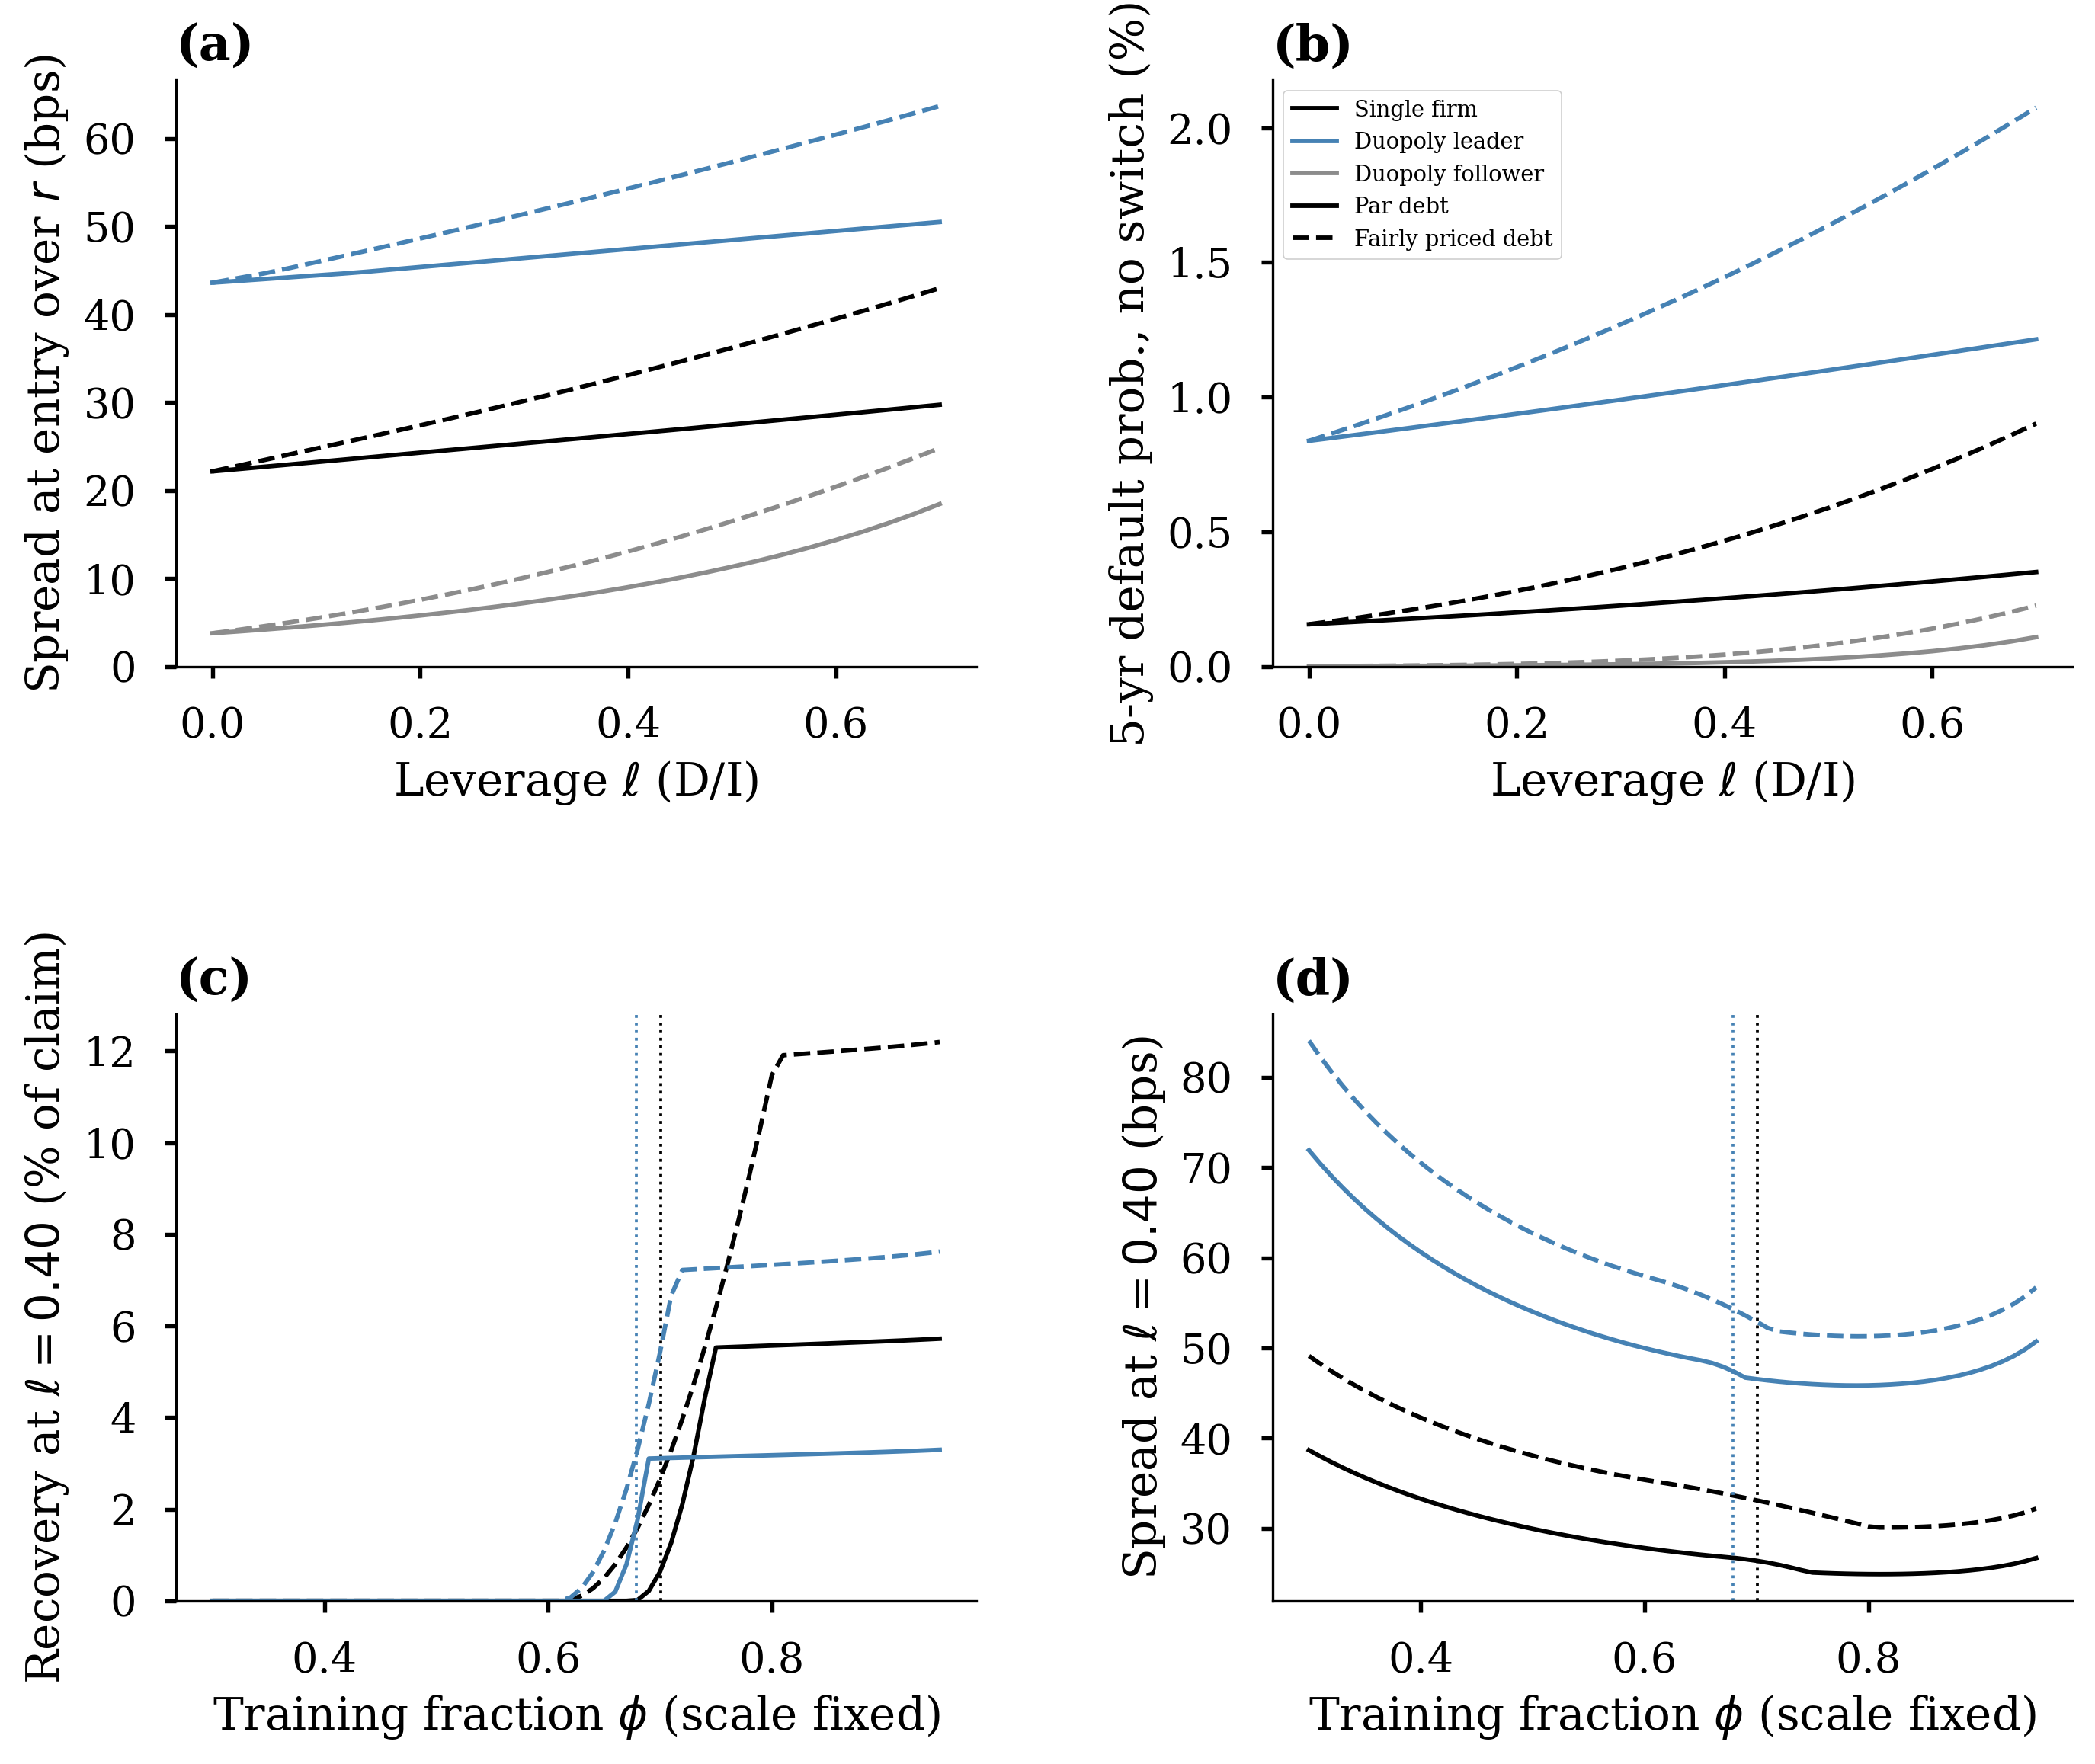 (a)
Spread at entry over r (bps)
60
50
40
30
20
10
0
0.0 0.2 0.4 0.6
Leverage ℓ (D/I)
(b)
5-yr default prob., no switch (%)
2.0
1.5
1.0
0.5
0.0
Single firm
Duopoly leader
Duopoly follower
Par debt
Fairly priced debt
0.0 0.2 0.4 0.6
Leverage ℓ (D/I)
(c)
Recovery at ℓ = 0.40 (% of claim)
12
10
8
6
4
2
0
0.4 0.6 0.8
Training fraction ϕ (scale fixed)
(d)
Spread at ℓ = 0.40 (bps)
80
70
60
50
40
30
0.4 0.6 0.8
Training fraction ϕ (scale fixed)